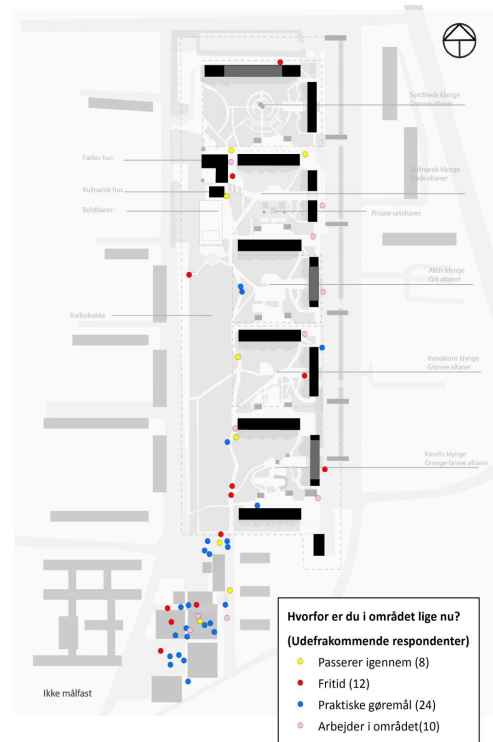 Sundheds klynge
Grønne altaner
Fælles hus
Kulinarisk klynge
Røde altaner
Kulinarisk hus
Boldbaner
Private urtehaver
Aktiv klynge
Grå altaner
Kælkebakke
Inovations klynge
Grønne altaner
Kreativ klynge
Orange-brune altaner
Hvorfor er du i området lige nu?
(Udefrakommende respondenter)
Passerer igennem (8)
Fritid (12)
Praktiske gøremål (24)
Arbejder i området(10)
Ikke målfast